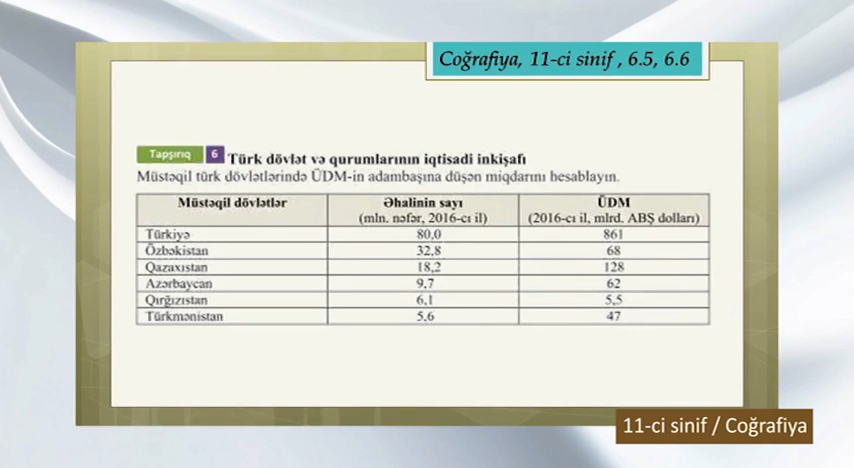 Coğrafiya, 11-ci sinif , 6.5, 6.6
Tapşırıq 6 Türk dövlət və qurumlarının iqtisadi inkişafı
Müstəqil türk dövlətlərində ÜDM-in adambaşına düşən miqdarını hesablayın.
Müstəqil dövlətlər Əhalinin sayı ÜDM
(mln. nəfər, 2016-cı il) (2016-cı il, mlrd. ABŞ dolları)
Türkiyə 80,0 861
Özbəkistan 32,8 68
Qazaxıstan 18,2 128
Azərbaycan 9,7 62
Qırğızıstan 6,1 5,5
Türkmənistan 5,6 47
11-ci sinif / Coğrafiya